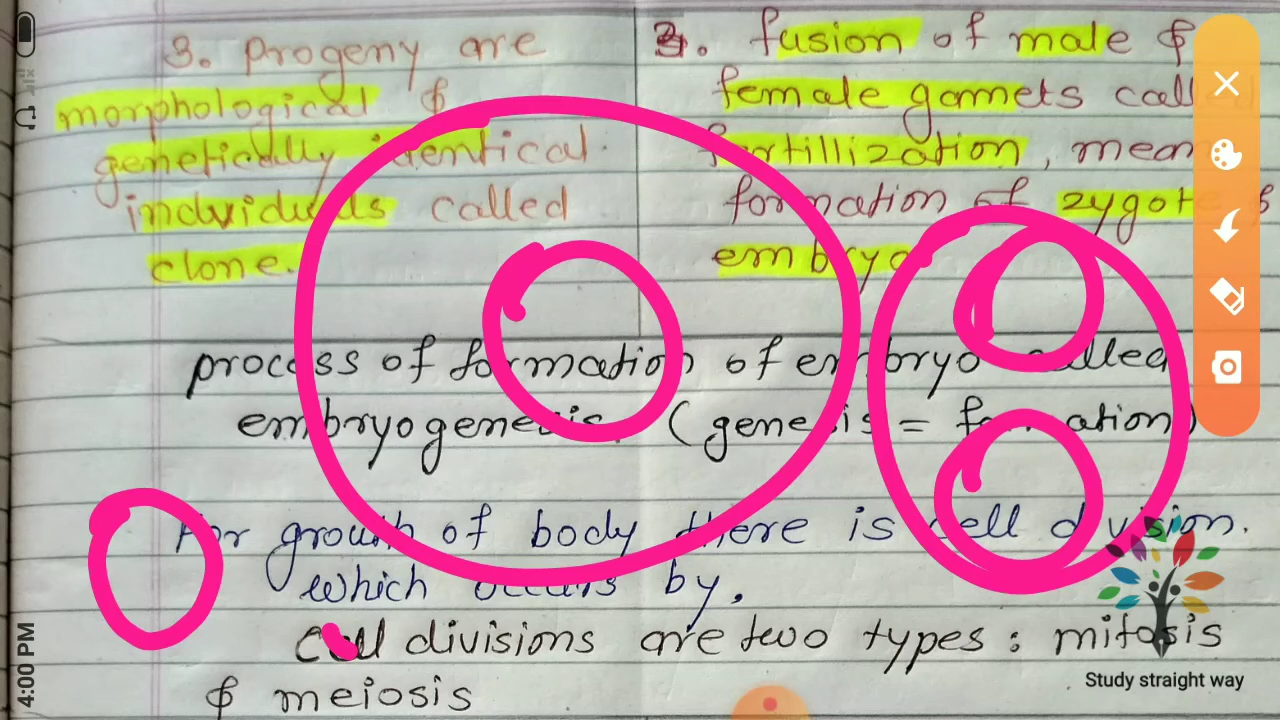 3. Progeny are
morphological &
genetically identical
individuals called
clone.
3. fusion of male &
female gamets called
fertillization, mean
formation of zygote &
embryo
process of formation of embryo called
embryogenesis. (genesis = formation)
For growth of body there is cell division.
which occurs by.
Cell divisions are two types : mitosis
& meiosis
Study straight way
4:00 PM